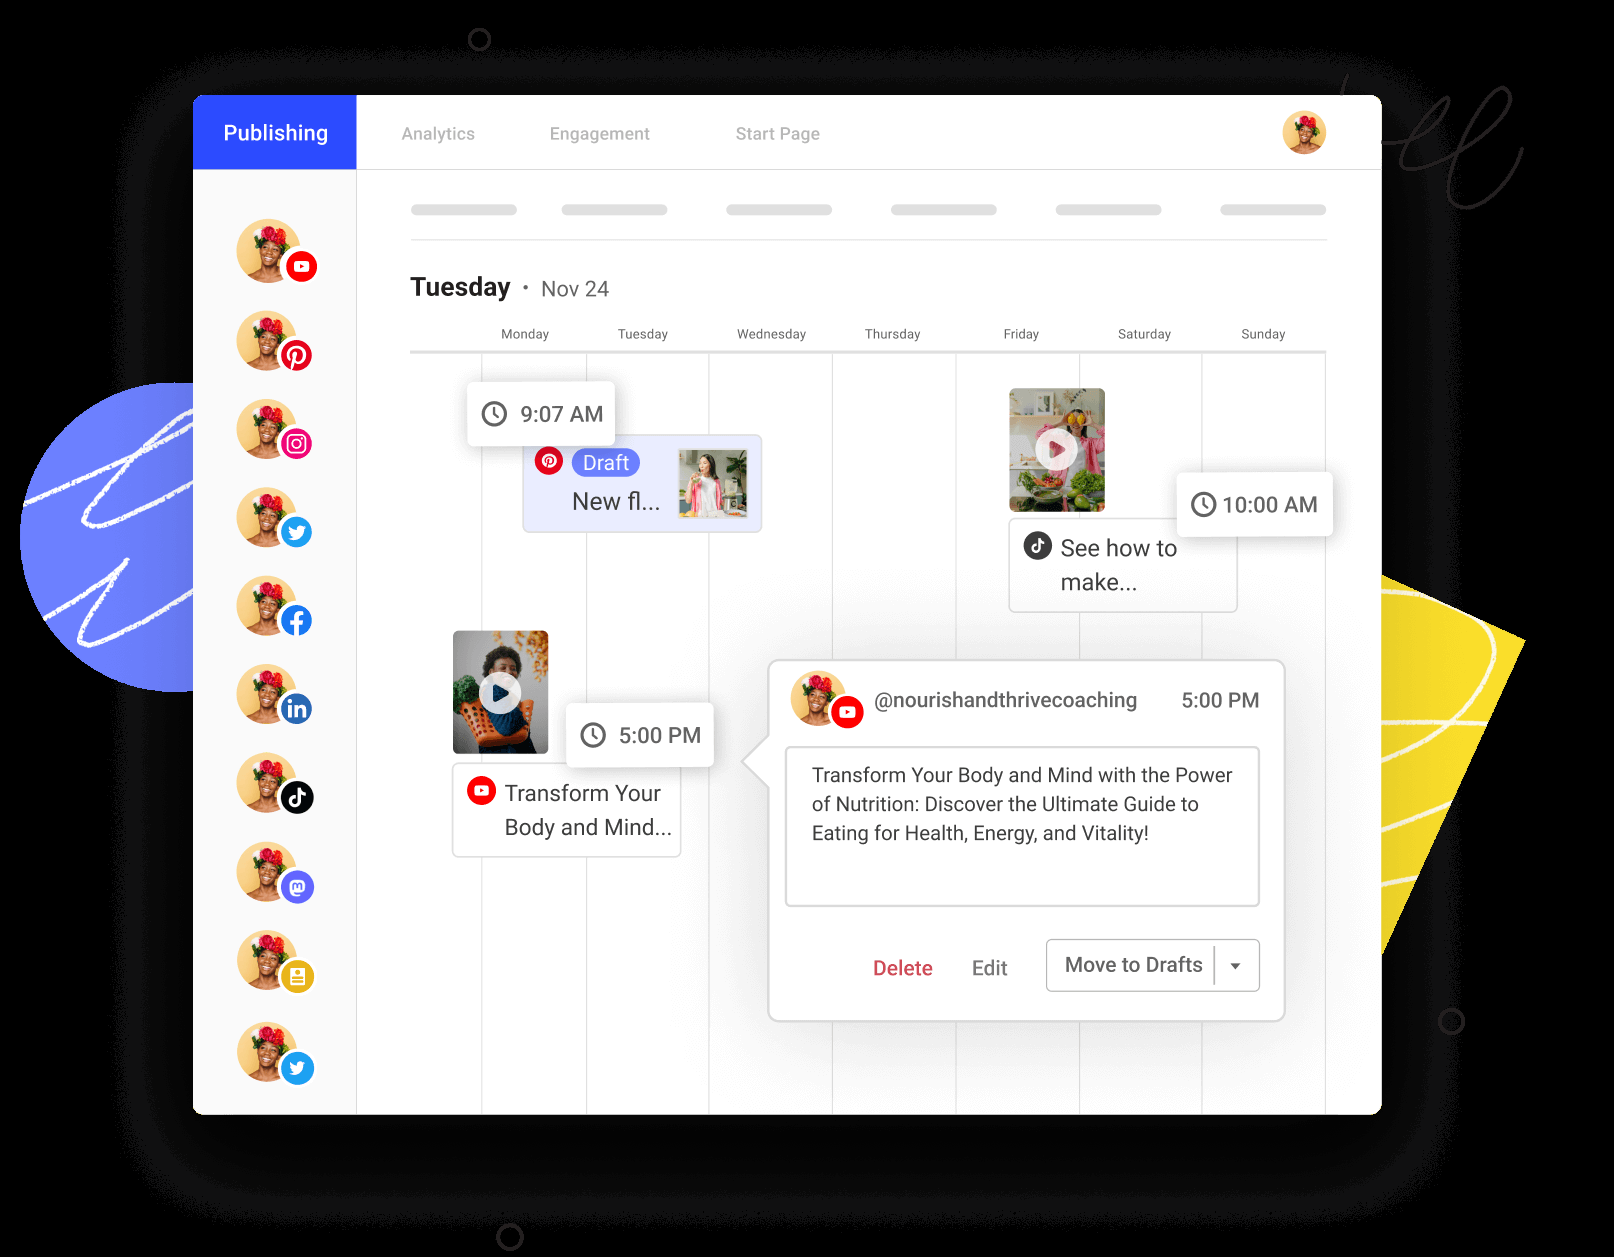 Publishing
Analytics
Engagement
Start Page
Tuesday · Nov 24
Monday
Tuesday
Wednesday
Thursday
Friday
Saturday
Sunday
9:07 AM
Draft
New fl...
10:00 AM
See how to
make...
5:00 PM
Transform Your
Body and Mind...
@nourishandthrivecoaching
5:00 PM
Transform Your Body and Mind with the Power
of Nutrition: Discover the Ultimate Guide to
Eating for Health, Energy, and Vitality!
Delete
Edit
Move to Drafts